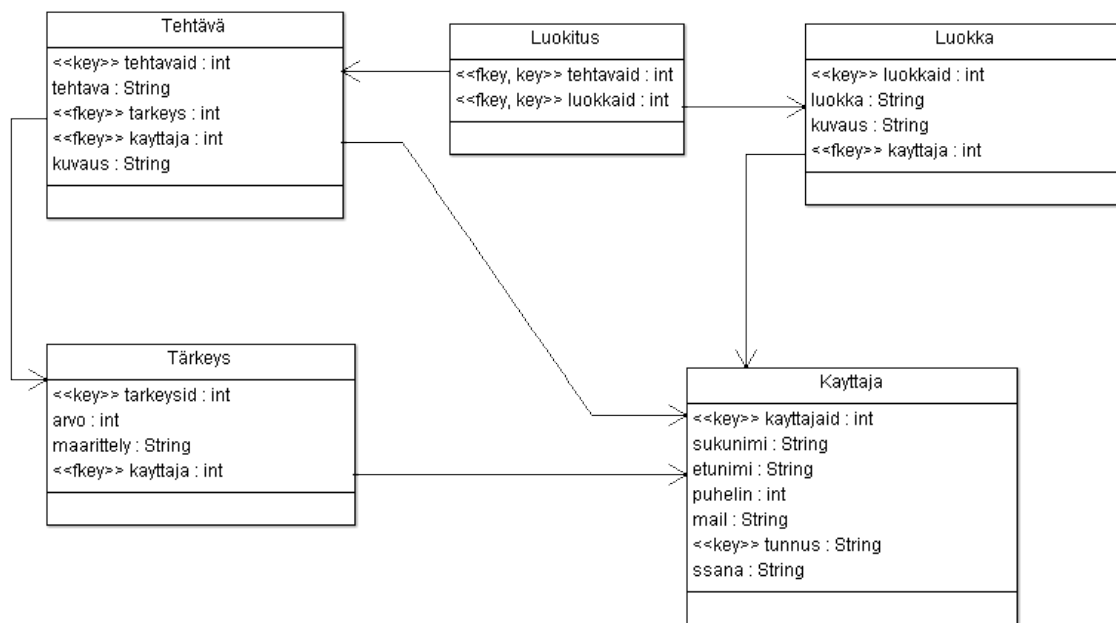 Tehtävä
<<key>> tehtavaid : int
tehtava : String
<<fkey>> tarkeys : int
<<fkey>> kayttaja : int
kuvaus : String
Luokitus
<<fkey, key>> tehtavaid : int
<<fkey, key>> luokkaid : int
Luokka
<<key>> luokkaid : int
luokka : String
kuvaus : String
<<fkey>> kayttaja : int
Tärkeys
<<key>> tarkeysid : int
arvo : int
maarittely : String
<<fkey>> kayttaja : int
Kayttaja
<<key>> kayttajaid : int
sukunimi : String
etunimi : String
puhelin : int
mail : String
<<key>> tunnus : String
ssana : String